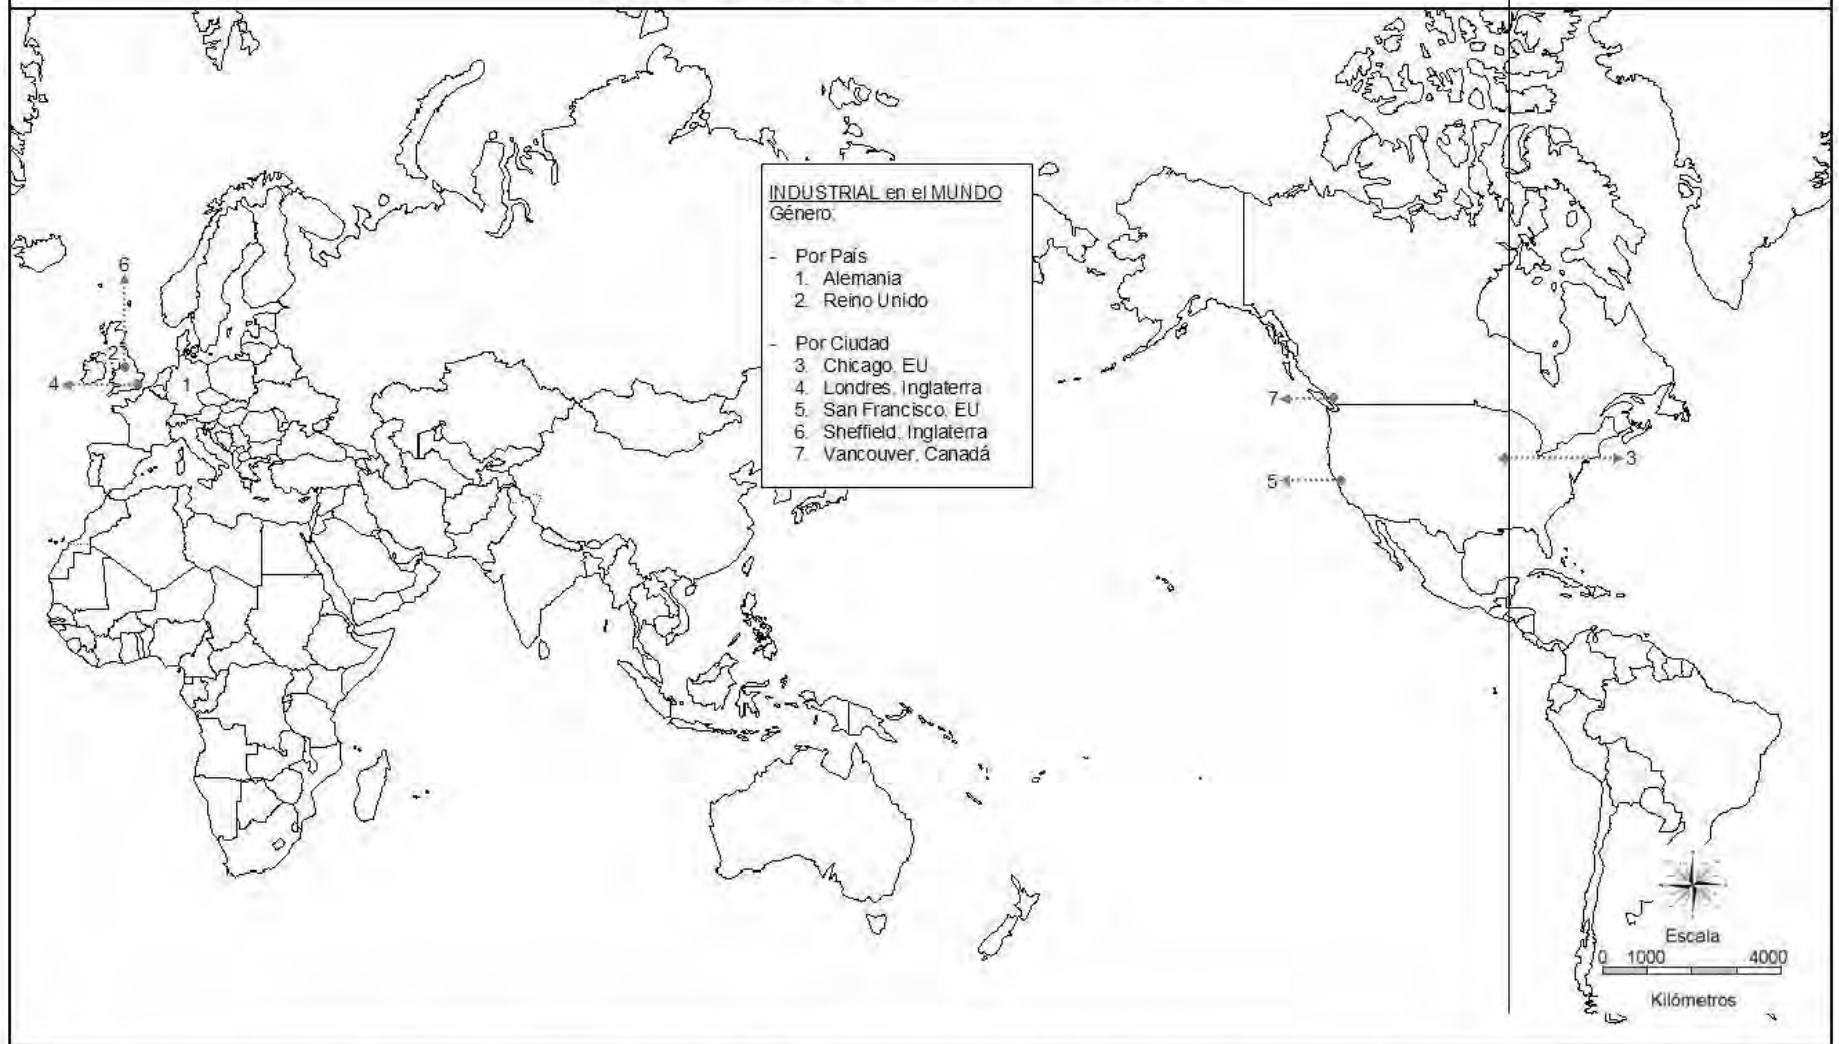 INDUSTRIAL en el MUNDO
Género:
- Por País
1. Alemania
2. Reino Unido
- Por Ciudad
3. Chicago, EU
4. Londres, Inglaterra
5. San Francisco, EU
6. Sheffield, Inglaterra
7. Vancouver, Canadá
6
2
4
1
7
3
5
Escala
0 1000 4000
Kilómetros